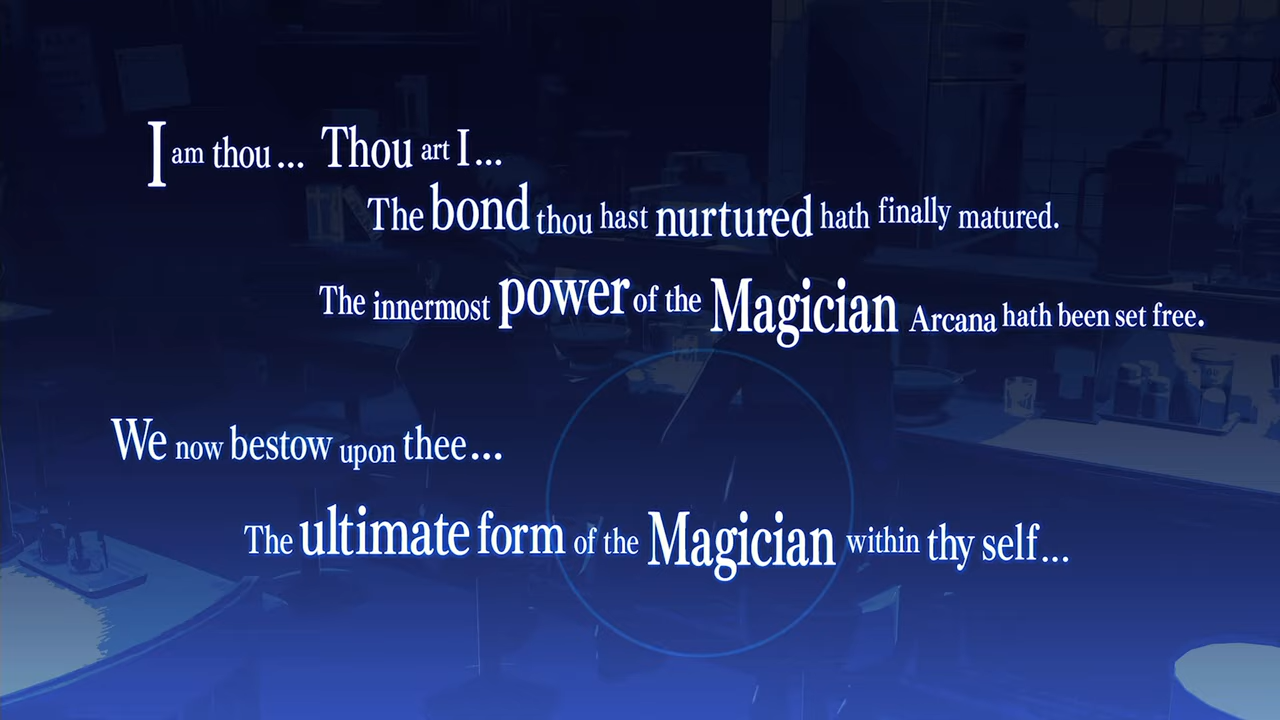 I am thou... Thou art I...
The bond thou hast nurtured hath finally matured.
The innermost power of the Magician Arcana hath been set free.
We now bestow upon thee...
The ultimate form of the Magician within thy self...